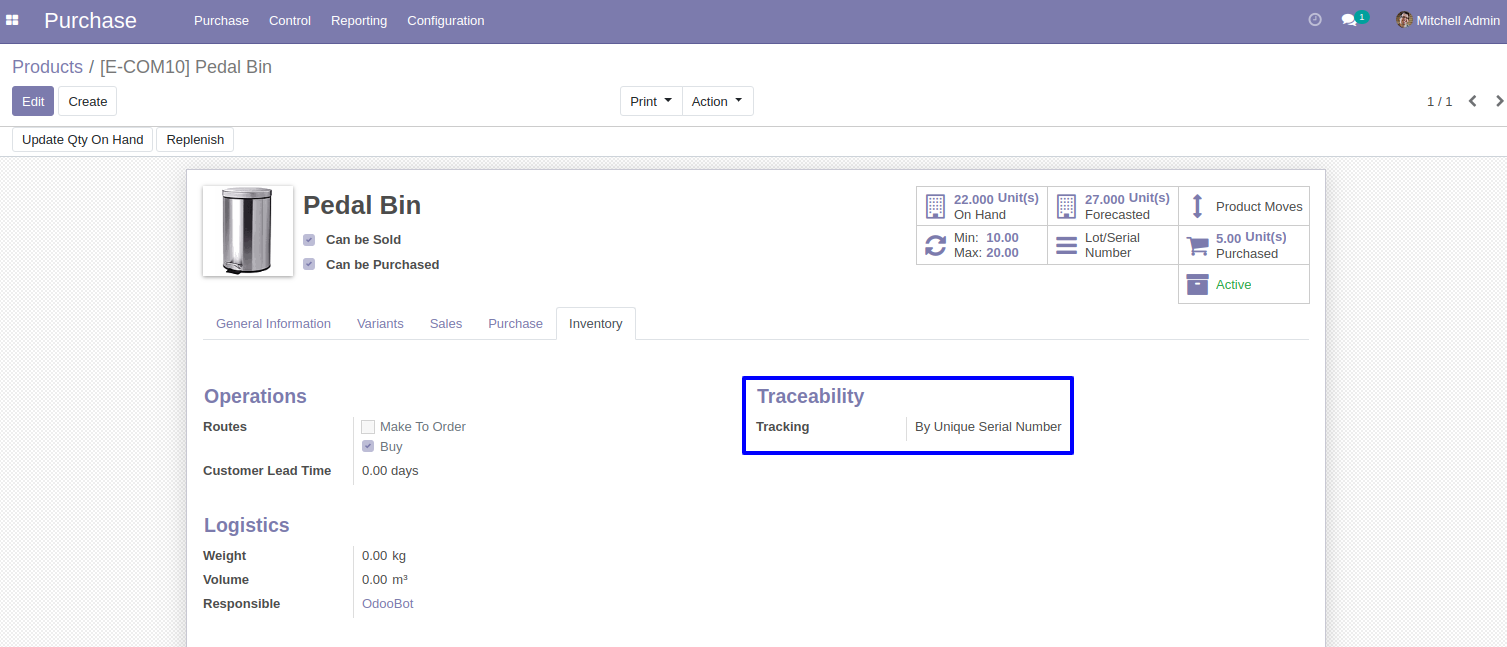 Purchase Purchase Control Reporting Configuration 1 Mitchell Admin
Products / [E-COM10] Pedal Bin
Edit Create Print Action 1 / 1
Update Qty On Hand Replenish
Pedal Bin
Can be Sold
Can be Purchased
22.000 Unit(s)
On Hand
27.000 Unit(s)
Forecasted
Product Moves
Min: 10.00
Max: 20.00
Lot/Serial
Number
5.00 Unit(s)
Purchased
Active
General Information Variants Sales Purchase Inventory
Operations
Routes Make To Order
Buy
Customer Lead Time 0.00 days
Traceability
Tracking By Unique Serial Number
Logistics
Weight 0.00 kg
Volume 0.00 m³
Responsible OdooBot